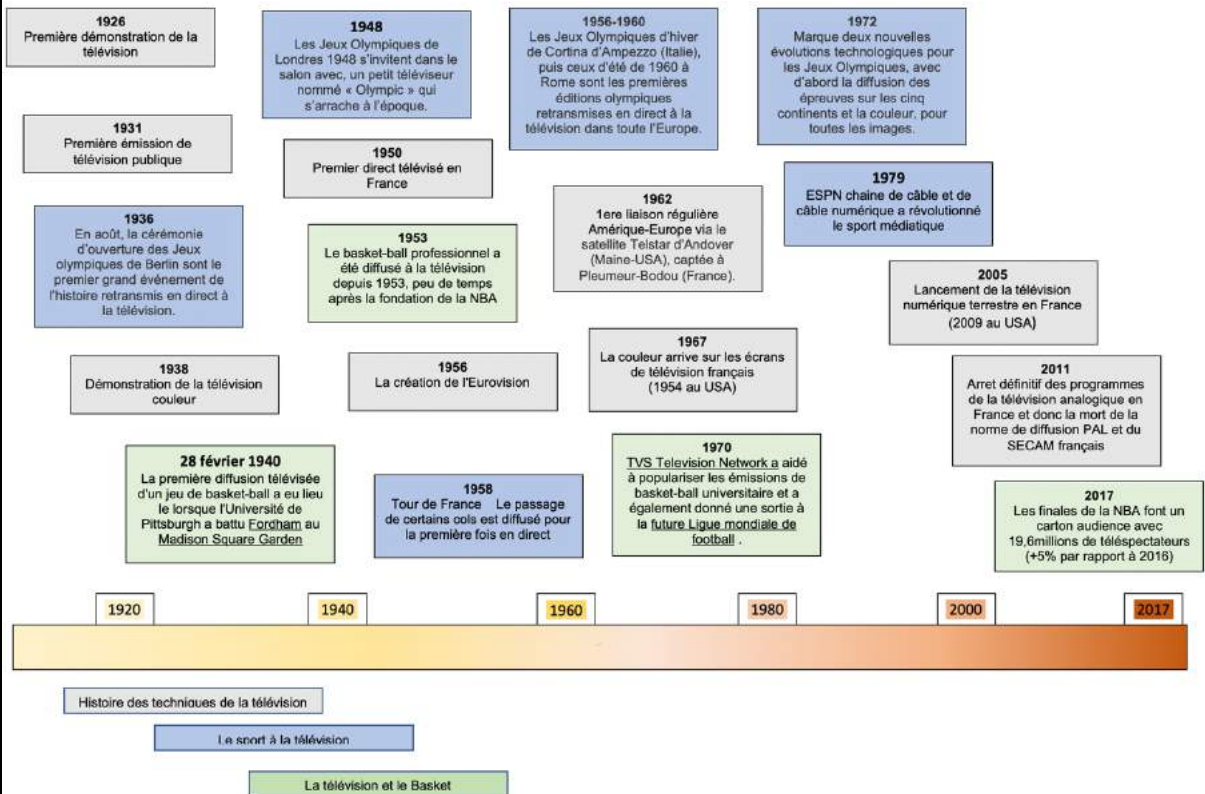 1926
Première démonstration de la
télévision
1931
Première émission de
télévision publique
1936
En août, la cérémonie
d'ouverture des Jeux
olympiques de Berlin sont le
premier grand événement de
l'histoire retransmis en direct à
la télévision.
1938
Démonstration de la télévision
couleur
28 février 1940
La première diffusion télévisée
d'un jeu de basket-ball a eu lieu
le lorsque l'Université de
Pittsburgh a battu Fordham au
Madison Square Garden
1948
Les Jeux Olympiques de
Londres 1948 s'invitent dans le
salon avec, un petit téléviseur
nommé « Olympic » qui
s'arrache à l'époque.
1950
Premier direct télévisé en
France
1953
Le basket-ball professionnel a
été diffusé à la télévision
depuis 1953, peu de temps
après la fondation de la NBA
1956
La création de l'Eurovision
1958
Tour de France Le passage
de certains cols est diffusé pour
la première fois en direct
1956-1960
Les Jeux Olympiques d'hiver
de Cortina d'Ampezzo (Italie),
puis ceux d'été de 1960 à
Rome sont les premières
éditions olympiques
retransmises en direct à la
télévision dans toute l'Europe.
1962
1ere liaison régulière
Amérique-Europe via le
satellite Telstar d'Andover
(Maine-USA), captée à
Pleumeur-Bodou (France).
1967
La couleur arrive sur les écrans
de télévision français
(1954 au USA)
1970
TVS Television Network a aidé
à populariser les émissions de
basket-ball universitaire et a
également donné une sortie à
la future Ligue mondiale de
football .
1972
Marque deux nouvelles
évolutions technologiques pour
les Jeux Olympiques, avec
d'abord la diffusion des
épreuves sur les cinq
continents et la couleur, pour
toutes les images.
1979
ESPN chaine de câble et de
câble numérique a révolutionné
le sport médiatique
2005
Lancement de la télévision
numérique terrestre en France
(2009 au USA)
2011
Arret définitif des programmes
de la télévision analogique en
France et donc la mort de la
norme de diffusion PAL et du
SECAM français
2017
Les finales de la NBA font un
carton audience avec
19,6millions de téléspectateurs
(+5% par rapport à 2016)
1920
1940
1960
1980
2000
2017
Histoire des techniques de la télévision
Le sport à la télévision
La télévision et le Basket